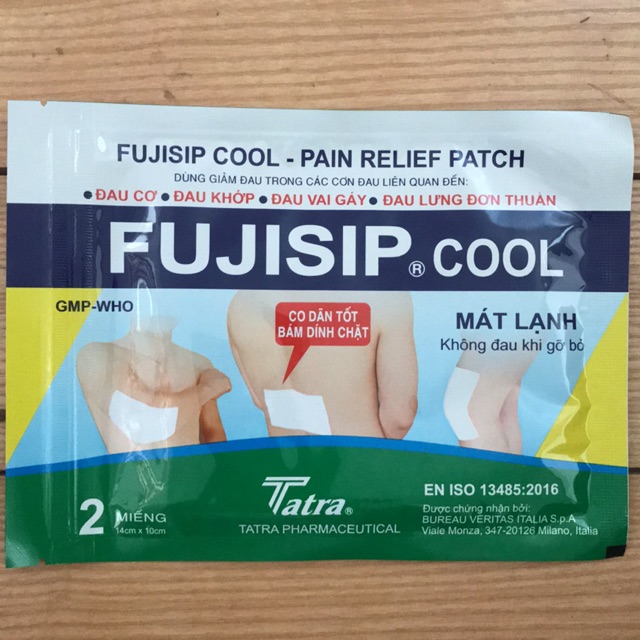 FUJISIP COOL - PAIN RELIEF PATCH
DÙNG GIẢM ĐAU TRONG CÁC CƠN ĐAU LIÊN QUAN ĐẾN:
• ĐAU CƠ • ĐAU KHỚP • ĐAU VAI GÁY • ĐAU LƯNG ĐƠN THUẦN
FUJISIP® COOL
GMP-WHO
CO DÃN TỐT
BÁM DÍNH CHẶT
MÁT LẠNH
Không đau khi gỡ bỏ
2 MIẾNG
14cm x 10cm
Tatra®
TATRA PHARMACEUTICAL
EN ISO 13485:2016
Được chứng nhận bởi:
BUREAU VERITAS ITALIA S.p.A
Viale Monza, 347-20126 Milano, Italia